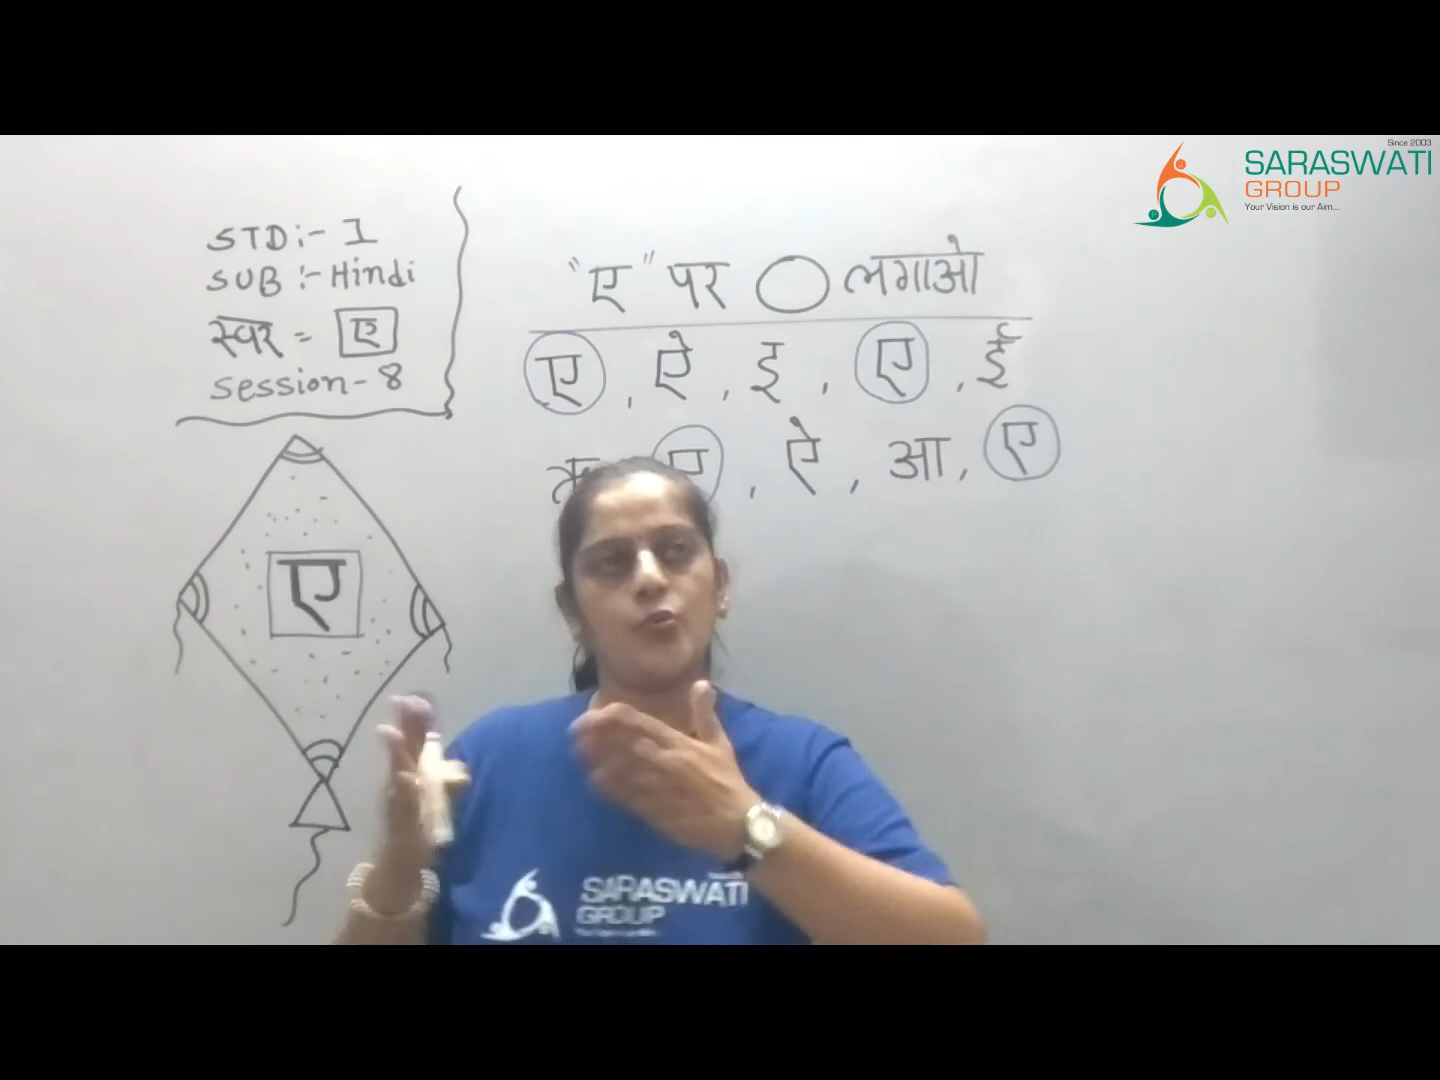 Since 2003
SARASWATI
GROUP
Your Vision is our Aim....
STD :- 1
SUB :- Hindi
स्वर = ए
Session - 8
"ए" पर ◯ लगाओ
ए , ऐ , इ , ए , ई
ए , ऐ , आ , ए
ए
SARASWATI
GROUP